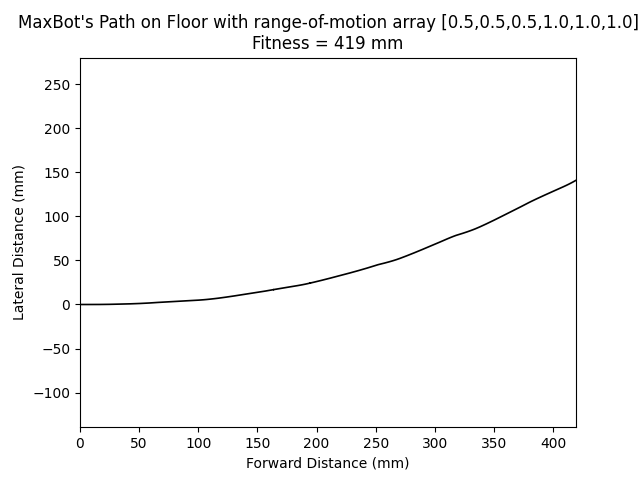 MaxBot's Path on Floor with range-of-motion array [0.5,0.5,0.5,1.0,1.0,1.0]
Fitness = 419 mm
250
200
150
100
50
0
−50
−100
Lateral Distance (mm)
0 50 100 150 200 250 300 350 400
Forward Distance (mm)